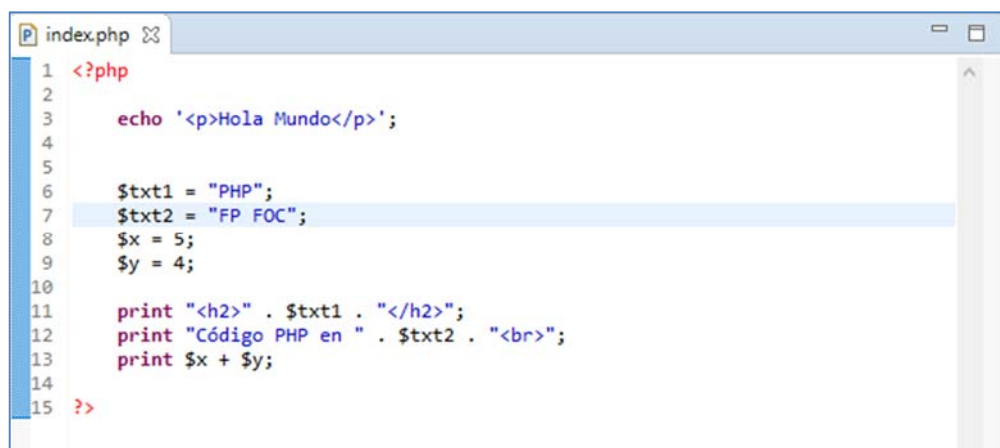 index.php
1 <?php
2
3 echo '<p>Hola Mundo</p>';
4
5
6 $txt1 = "PHP";
7 $txt2 = "FP FOC";
8 $x = 5;
9 $y = 4;
10
11 print "<h2>" . $txt1 . "</h2>";
12 print "Código PHP en " . $txt2 . "<br>";
13 print $x + $y;
14
15 ?>